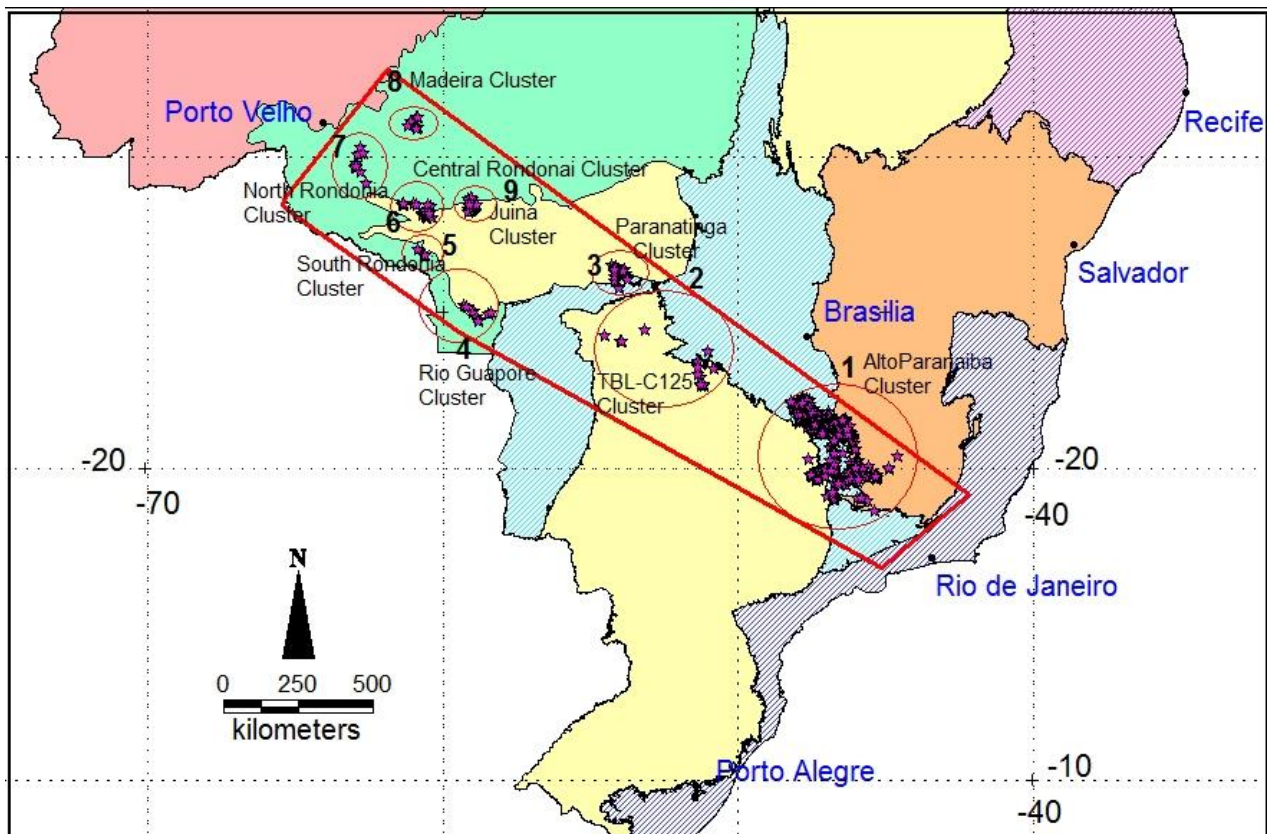 8
Madeira Cluster
Porto Velho
Recife
7
Central Rondonai Cluster
North Rondonia
Cluster
9
6
Juina
Cluster
Paranatinga
Cluster
5
South Rondonia
Cluster
3
2
Salvador
Brasilia
4
Rio Guapore
Cluster
TBL-C125
Cluster
1
AltoParanaiba
Cluster
-20
-70
-20
-40
N
Rio de Janeiro
0 250 500
kilometers
Porto Alegre
-10
-40